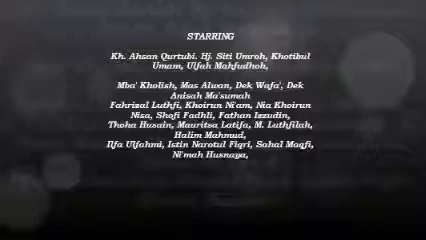 STARRING
Kh. Ahsan Qurtubi. Hj. Siti Umroh, Khotibul
Umam, Ulfah Mahfudhoh,
Mba' Kholish, Mas Alwan, Dek Wafa', Dek
Anisah Ma'sumah
Fahrizal Luthfi, Khoirun Ni'am, Nia Khoirun
Nisa, Shofi Fadhli, Fathan Izzudin,
Thoha Husain, Mauritsa Latifa, M. Luthfilah,
Halim Mahmud,
Ilfa Ulfahmi, Istin Narotul Fiqri, Sahal Maqfi,
Ni'mah Husnaya,